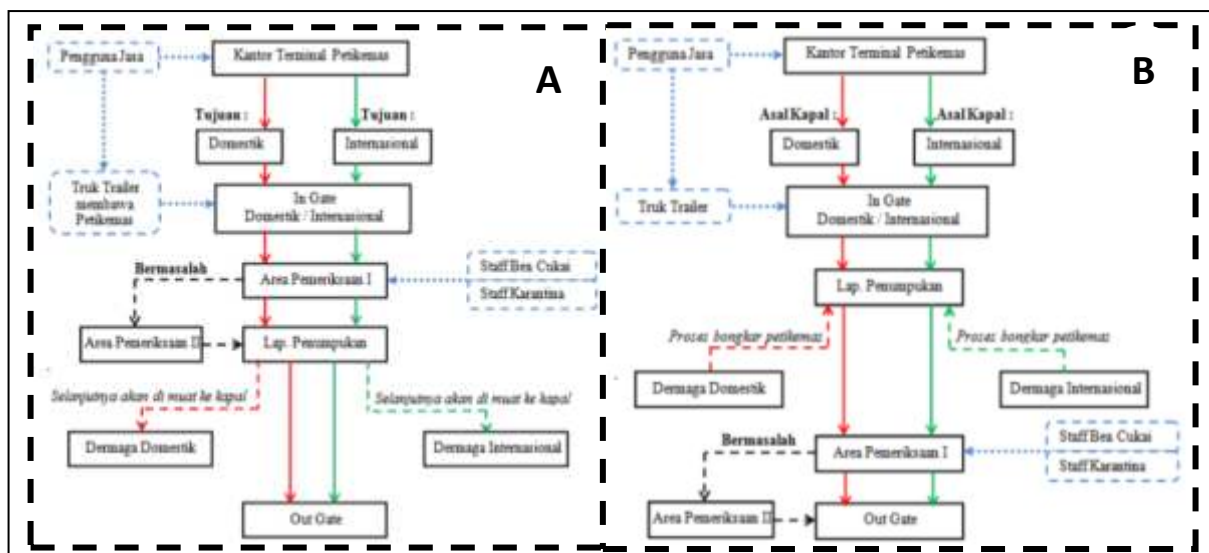 A
Pengguna Jasa
Kantor Terminal Petikemas
Tujuan :
Tujuan :
Domestik
Internasional
Truk Trailer
membawa
Petikemas
In Gate
Domestik / Internasional
Bermasalah
Area Pemeriksaan I
Staff Bea Cukai
Staff Karantina
Area Pemeriksaan II
Lap. Penumpukan
Selanjutnya akan di muat ke kapal
Selanjutnya akan di muat ke kapal
Dermaga Domestik
Dermaga Internasional
Out Gate
B
Pengguna Jasa
Kantor Terminal Petikemas
Asal Kapal :
Asal Kapal :
Domestik
Internasional
Truk Trailer
In Gate
Domestik / Internasional
Lap. Penumpukan
Proses bongkar petikemas
Proses bongkar petikemas
Dermaga Domestik
Dermaga Internasional
Bermasalah
Area Pemeriksaan I
Staff Bea Cukai
Staff Karantina
Area Pemeriksaan II
Out Gate